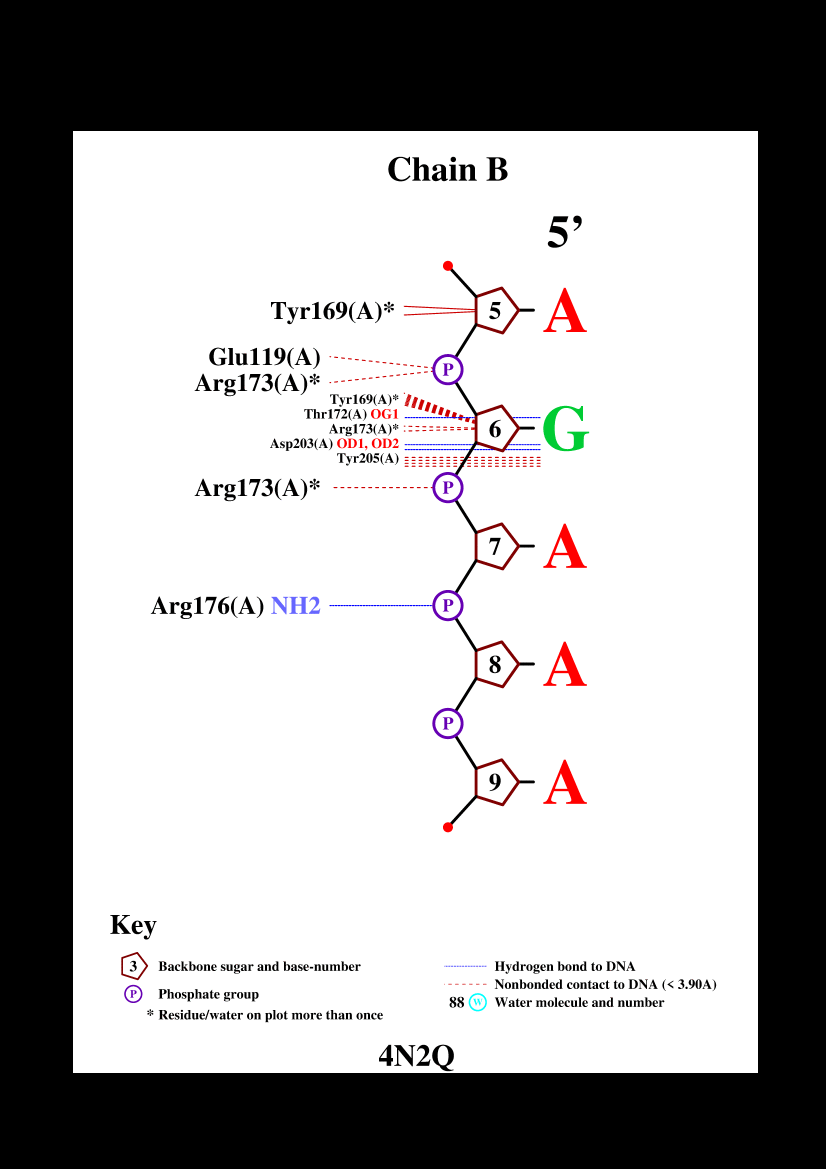 Chain B
5’
Tyr169(A)* 5 A
Glu119(A) P
Arg173(A)*
Tyr169(A)*
Thr172(A) OG1
Arg173(A)* 6 G
Asp203(A) OD1, OD2
Tyr205(A)
Arg173(A)* P
7 A
Arg176(A) NH2 P
8 A
P
9 A
Key
3 Backbone sugar and base-number
P Phosphate group
* Residue/water on plot more than once
Hydrogen bond to DNA
Nonbonded contact to DNA (< 3.90A)
88 W Water molecule and number
4N2Q